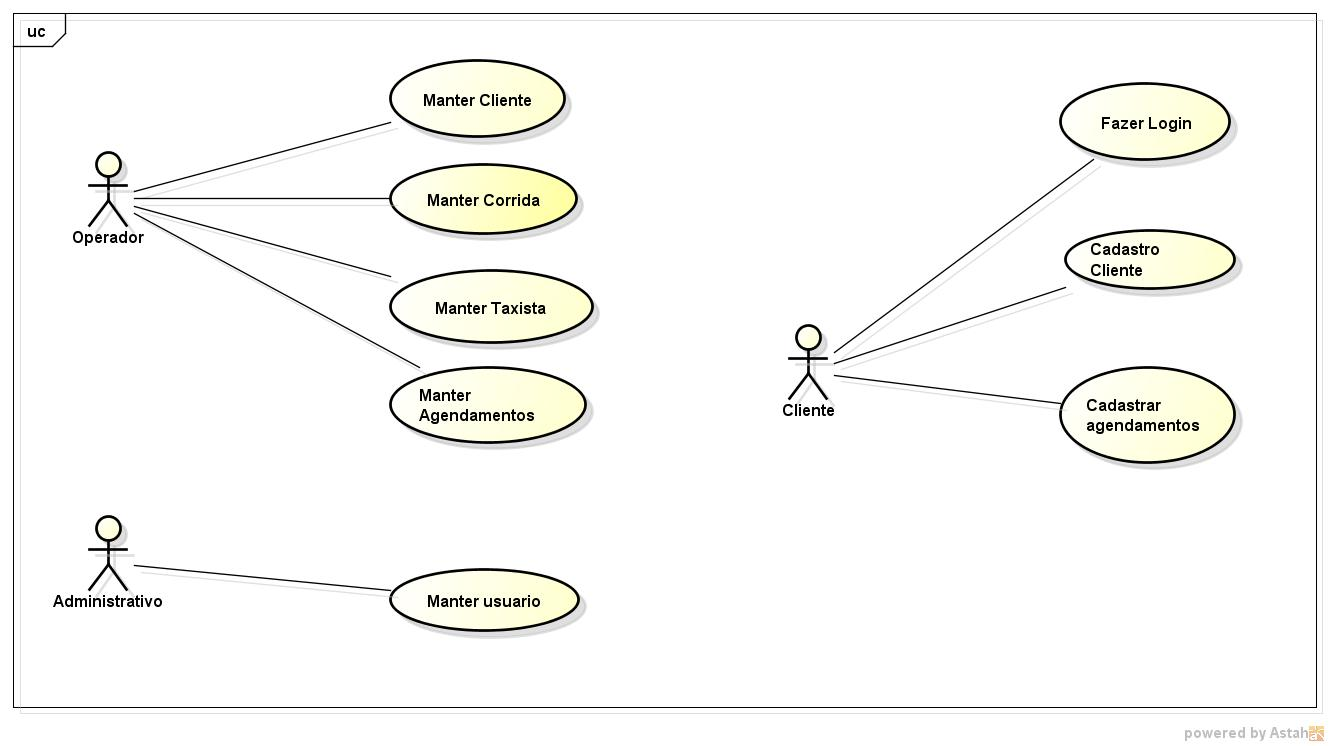 uc
Manter Cliente
Manter Corrida
Operador
Manter Taxista
Manter
Agendamentos
Administrativo
Manter usuario
Fazer Login
Cadastro
Cliente
Cliente
Cadastrar
agendamentos
powered by Astah